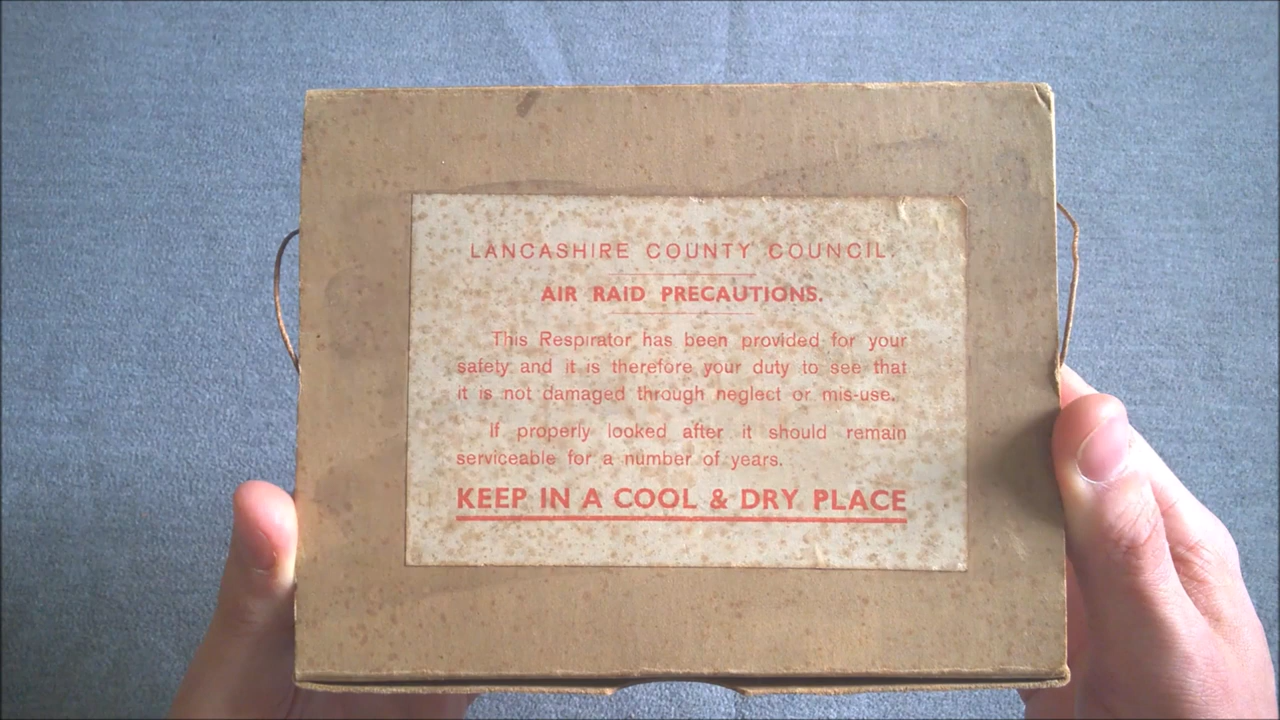 LANCASHIRE COUNTY COUNCIL.
AIR RAID PRECAUTIONS.
This Respirator has been provided for your
safety and it is therefore your duty to see that
it is not damaged through neglect or mis-use.
If properly looked after it should remain
serviceable for a number of years.
KEEP IN A COOL & DRY PLACE